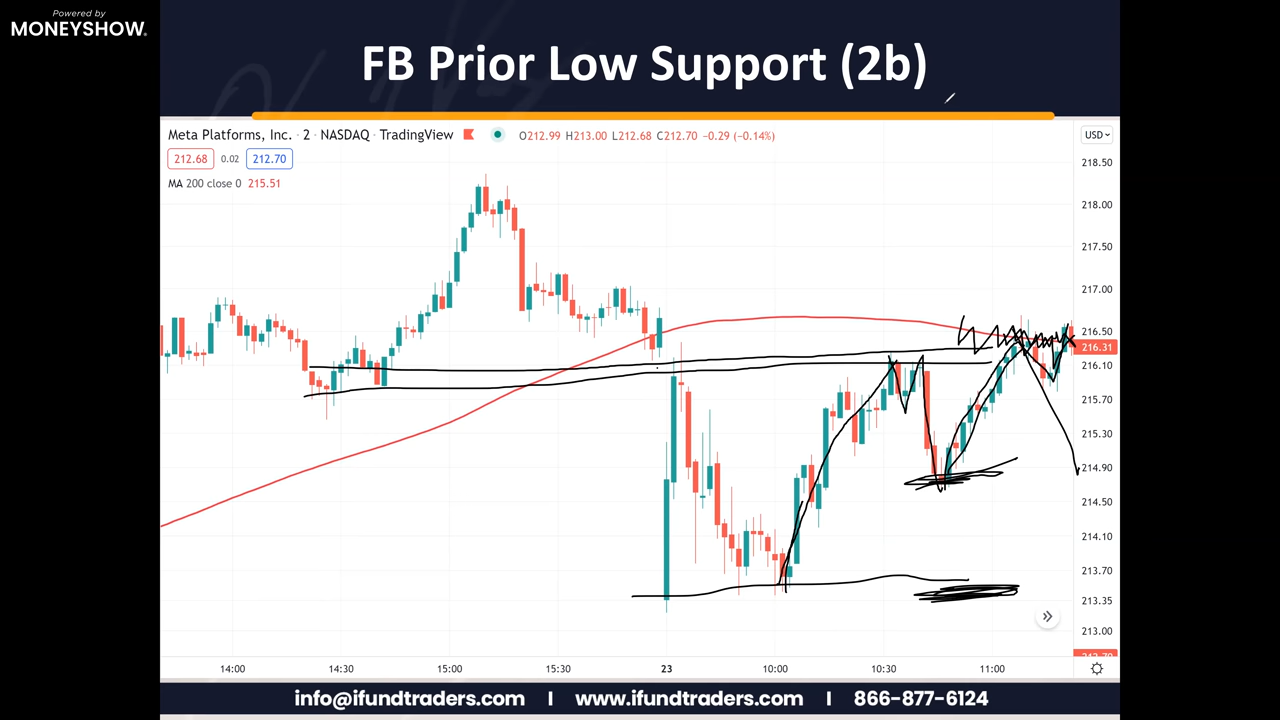 Powered by
MONEYSHOW.
FB Prior Low Support (2b)
Meta Platforms, Inc. · 2 · NASDAQ · TradingView
O212.99 H213.00 L212.68 C212.70 −0.29 (−0.14%)
USD
212.68 0.02 212.70
MA 200 close 0 215.51
218.50
218.00
217.50
217.00
216.50
216.31
216.10
215.70
215.30
214.90
214.50
214.10
213.70
213.35
213.00
14:00 14:30 15:00 15:30 23 10:00 10:30 11:00
info@ifundtraders.com I www.ifundtraders.com I 866-877-6124